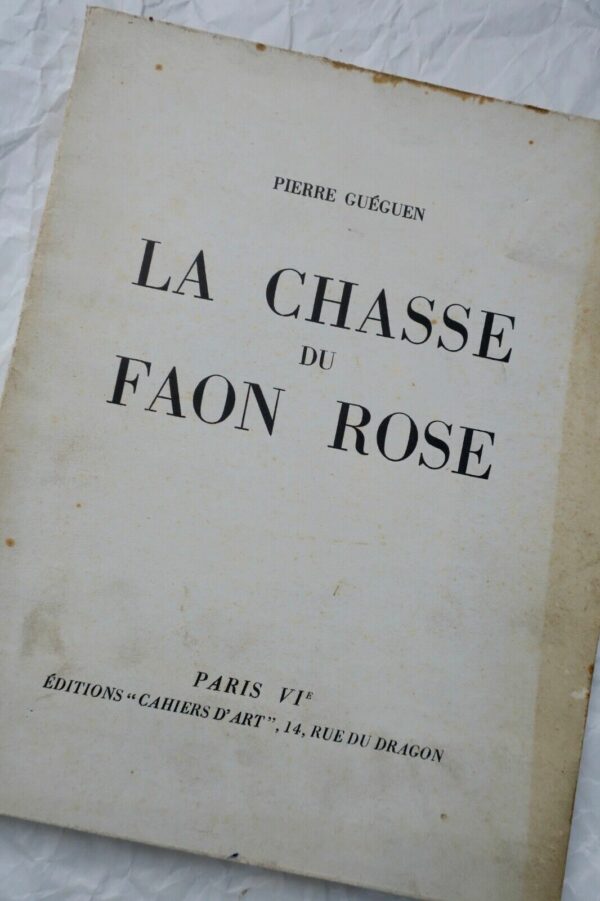 PIERRE GUÉGUEN
LA CHASSE
DU
FAON ROSE
PARIS VIᴱ
ÉDITIONS "CAHIERS D'ART", 14, RUE DU DRAGON